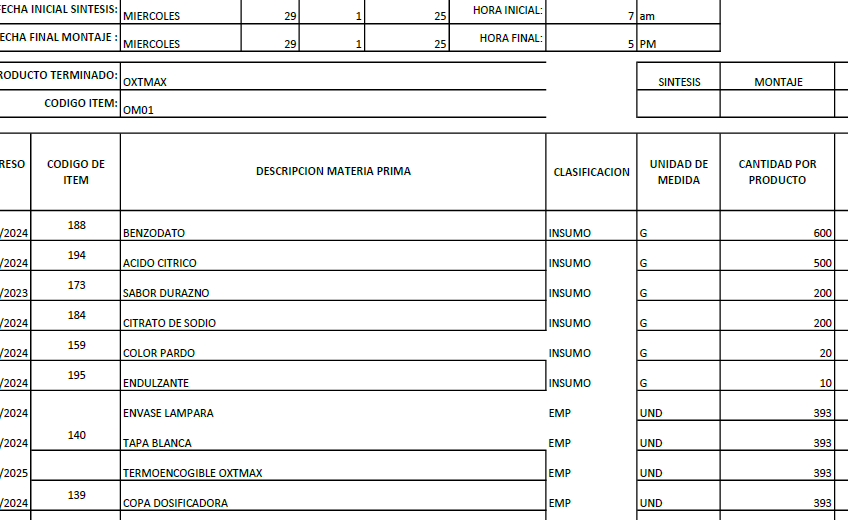 FECHA INICIAL SINTESIS: MIERCOLES 29 1 25 HORA INICIAL: 7 am
ECHA FINAL MONTAJE : MIERCOLES 29 1 25 HORA FINAL: 5 PM
RODUCTO TERMINADO: OXTMAX SINTESIS MONTAJE
CODIGO ITEM: OM01
RESO CODIGO DE ITEM DESCRIPCION MATERIA PRIMA CLASIFICACION UNIDAD DE MEDIDA CANTIDAD POR PRODUCTO
/2024 188 BENZODATO INSUMO G 600
/2024 194 ACIDO CITRICO INSUMO G 500
/2023 173 SABOR DURAZNO INSUMO G 200
/2024 184 CITRATO DE SODIO INSUMO G 200
/2024 159 COLOR PARDO INSUMO G 20
/2024 195 ENDULZANTE INSUMO G 10
/2024 ENVASE LAMPARA EMP UND 393
/2024 140 TAPA BLANCA EMP UND 393
/2025 TERMOENCOGIBLE OXTMAX EMP UND 393
/2024 139 COPA DOSIFICADORA EMP UND 393